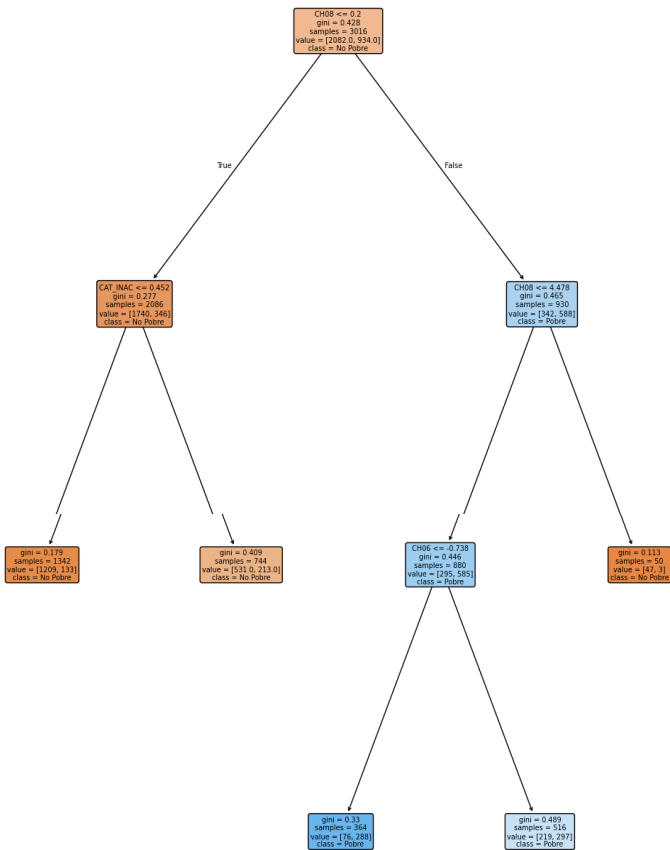 CH08 <= 0.2
gini = 0.428
samples = 3016
value = [2082.0, 934.0]
class = No Pobre
True
False
CAT_INAC <= 0.452
gini = 0.277
samples = 2086
value = [1740, 346]
class = No Pobre
CH08 <= 4.478
gini = 0.465
samples = 930
value = [342, 588]
class = Pobre
gini = 0.179
samples = 1342
value = [1209, 133]
class = No Pobre
gini = 0.409
samples = 744
value = [531.0, 213.0]
class = No Pobre
CH06 <= -0.738
gini = 0.446
samples = 880
value = [295, 585]
class = Pobre
gini = 0.113
samples = 50
value = [47, 3]
class = No Pobre
gini = 0.33
samples = 364
value = [76, 288]
class = Pobre
gini = 0.489
samples = 516
value = [219, 297]
class = Pobre